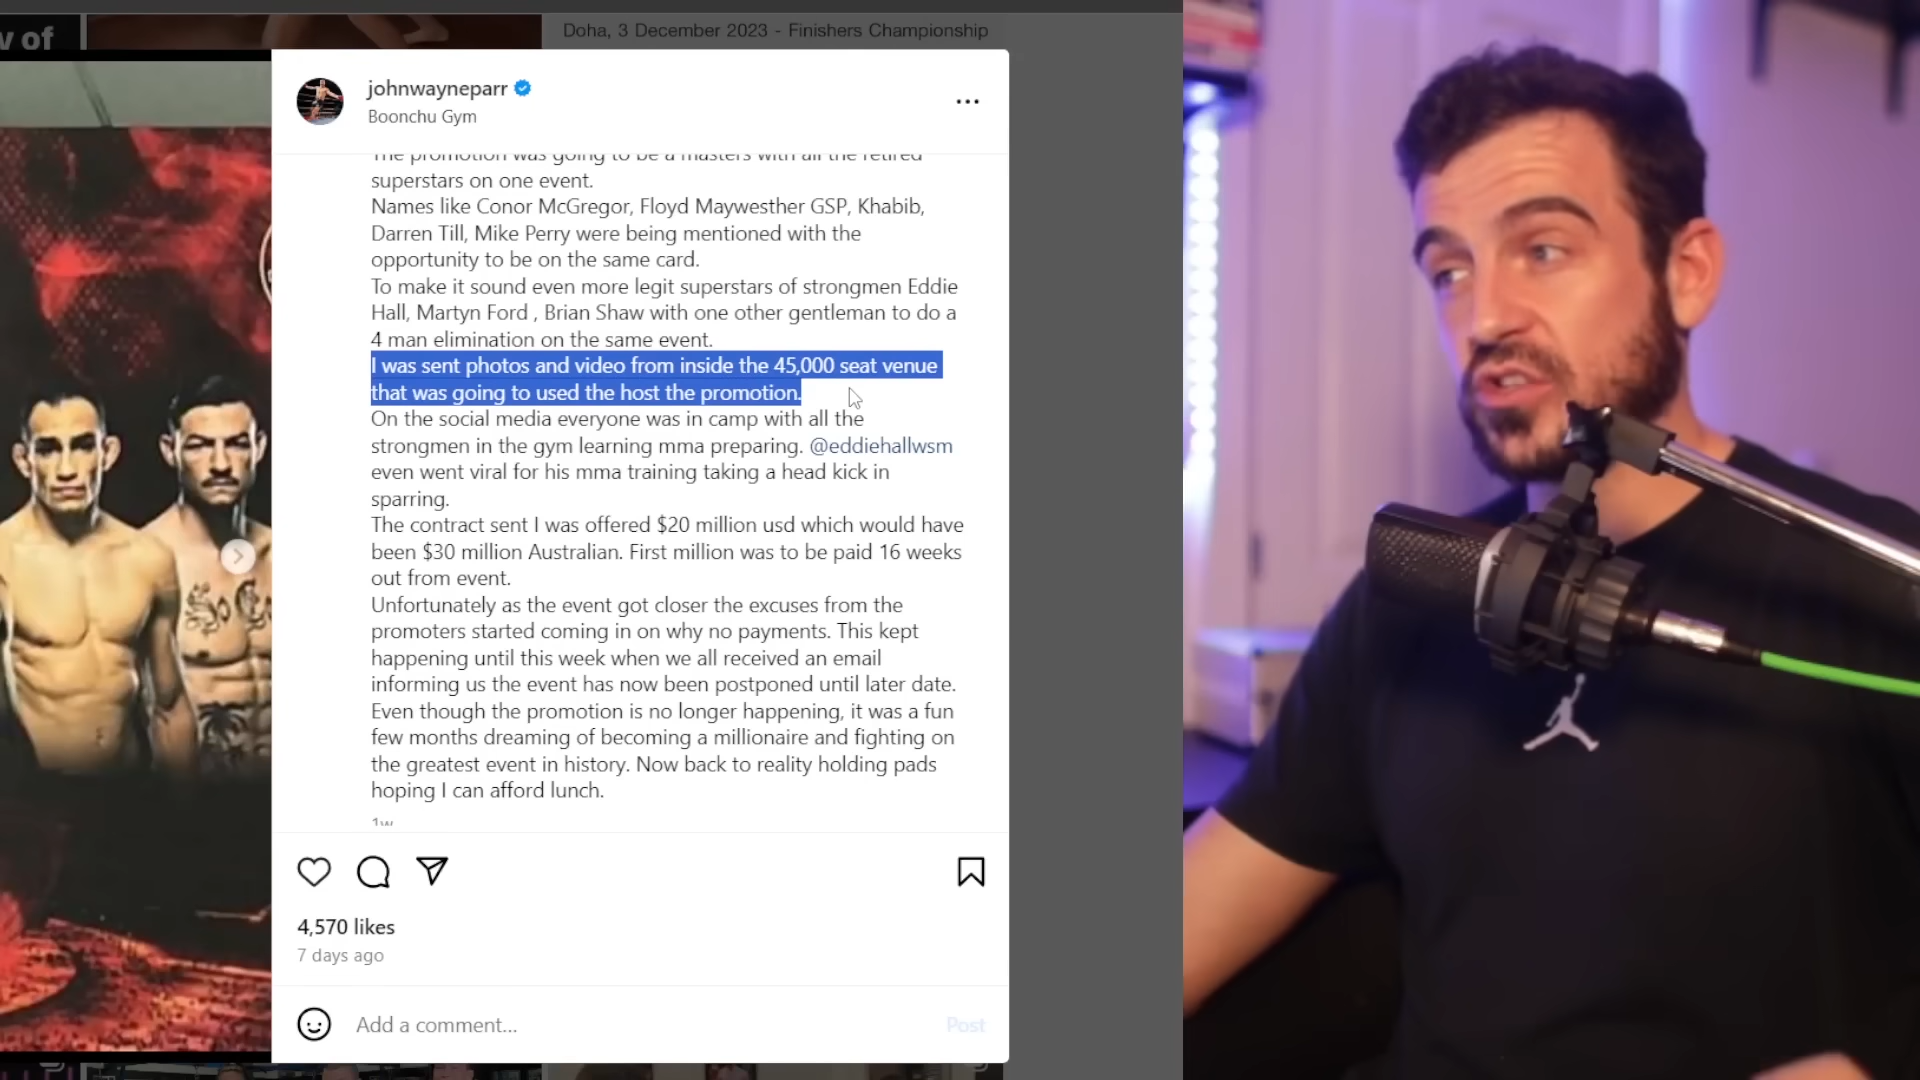 v of
Doha, 3 December 2023 - Finishers Championship
johnwayneparr
Boonchu Gym
The promotion was going to be a masters with all the retired
superstars on one event.
Names like Conor McGregor, Floyd Maywesther GSP, Khabib,
Darren Till, Mike Perry were being mentioned with the
opportunity to be on the same card.
To make it sound even more legit superstars of strongmen Eddie
Hall, Martyn Ford , Brian Shaw with one other gentleman to do a
4 man elimination on the same event.
I was sent photos and video from inside the 45,000 seat venue
that was going to used the host the promotion.
On the social media everyone was in camp with all the
strongmen in the gym learning mma preparing. @eddiehallwsm
even went viral for his mma training taking a head kick in
sparring.
The contract sent I was offered $20 million usd which would have
been $30 million Australian. First million was to be paid 16 weeks
out from event.
Unfortunately as the event got closer the excuses from the
promoters started coming in on why no payments. This kept
happening until this week when we all received an email
informing us the event has now been postponed until later date.
Even though the promotion is no longer happening, it was a fun
few months dreaming of becoming a millionaire and fighting on
the greatest event in history. Now back to reality holding pads
hoping I can afford lunch.
1w
4,570 likes
7 days ago
Add a comment...
Post